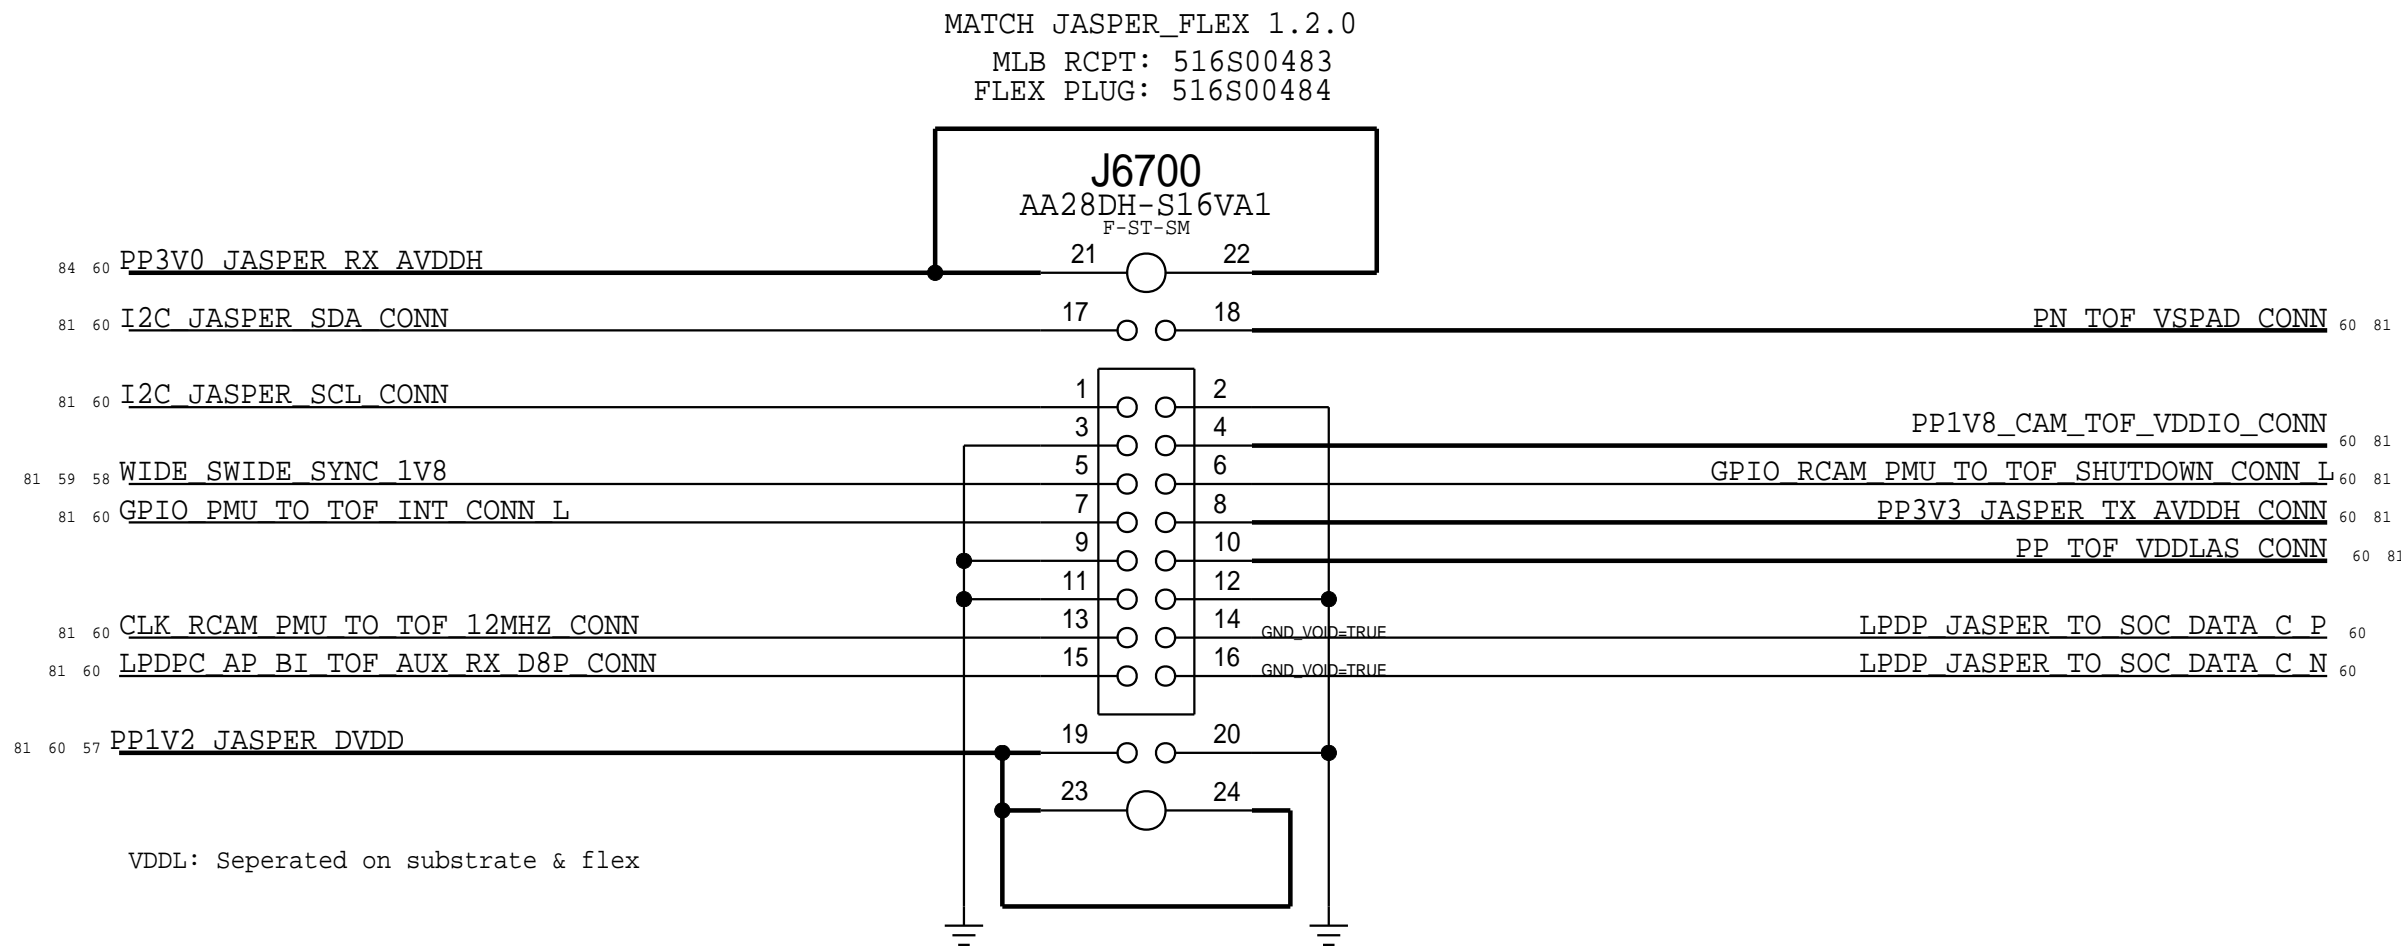 MATCH JASPER_FLEX 1.2.0
MLB RCPT: 516S00483
FLEX PLUG: 516S00484
J6700
AA28DH-S16VA1
F-ST-SM
84 60 PP3V0_JASPER_RX_AVDDH 21 22
81 60 I2C_JASPER_SDA_CONN 17 18 PN_TOF_VSPAD_CONN 60 81
81 60 I2C_JASPER_SCL_CONN 1 2
3 4 PP1V8_CAM_TOF_VDDIO_CONN 60 81
81 59 58 WIDE_SWIDE_SYNC_1V8 5 6 GPIO_RCAM_PMU_TO_TOF_SHUTDOWN_CONN_L 60 81
81 60 GPIO_PMU_TO_TOF_INT_CONN_L 7 8 PP3V3_JASPER_TX_AVDDH_CONN 60 81
9 10 PP_TOF_VDDLAS_CONN 60 81
11 12
81 60 CLK_RCAM_PMU_TO_TOF_12MHZ_CONN 13 14 GND_VOID=TRUE LPDP_JASPER_TO_SOC_DATA_C_P 60
81 60 LPDPC_AP_BI_TOF_AUX_RX_D8P_CONN 15 16 GND_VOID=TRUE LPDP_JASPER_TO_SOC_DATA_C_N 60
81 60 57 PP1V2_JASPER_DVDD 19 20
23 24
VDDL: Seperated on substrate & flex